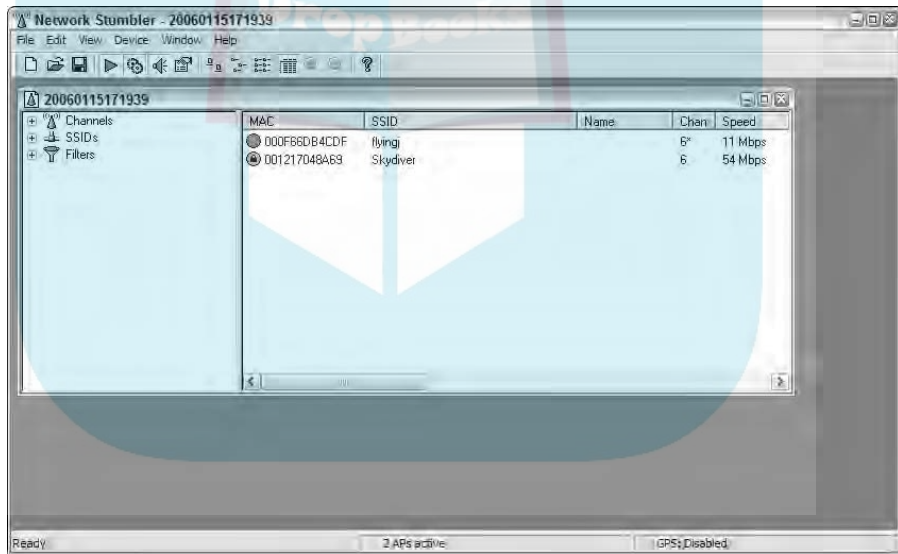 Network Stumbler - 20060115171939
File Edit View Device Window Help
20060115171939
Channels
SSIDs
Filters
MAC SSID Name Chan Speed
000F66DB4CDF flyingj 6* 11 Mbps
001217048A69 Skydiver 6 54 Mbps
Ready 2 APs active GPS: Disabled